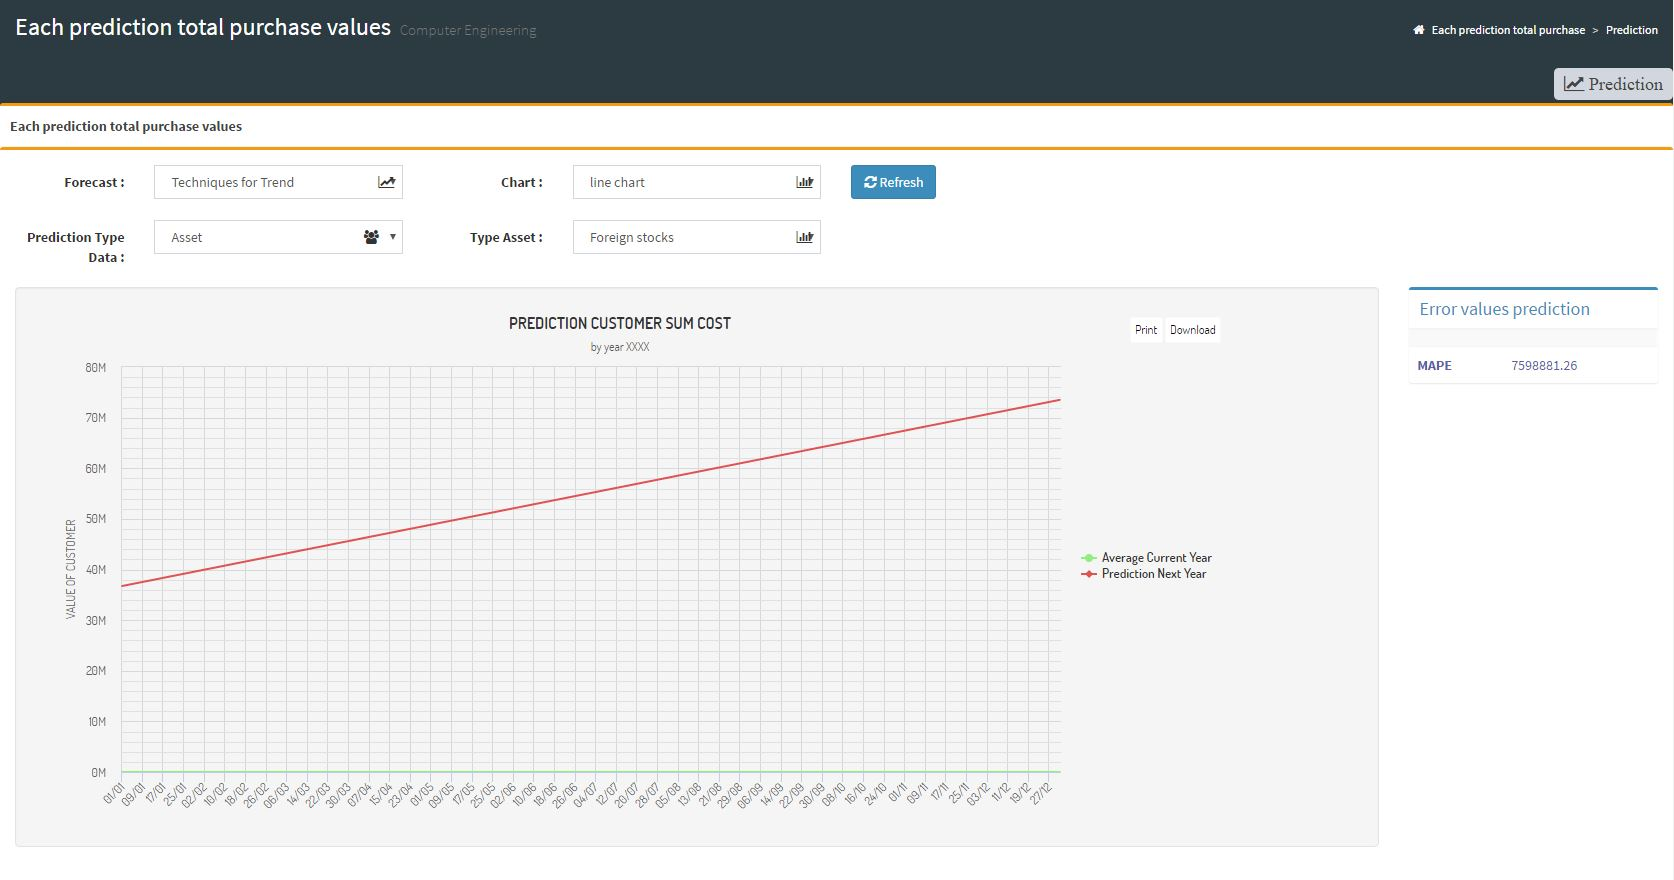 Each prediction total purchase values Computer Engineering
Each prediction total purchase > Prediction
Prediction
Each prediction total purchase values
Forecast : Techniques for Trend Chart : line chart Refresh
Prediction Type Data : Asset Type Asset : Foreign stocks
PREDICTION CUSTOMER SUM COST
by year XXXX
Print Download
Error values prediction
MAPE 7598881.26
VALUE OF CUSTOMER
80M
70M
60M
50M
40M
30M
20M
10M
0M
Average Current Year
Prediction Next Year
01/01 09/01 17/01 25/01 02/02 10/02 18/02 26/02 06/03 14/03 22/03 30/03 07/04 15/04 23/04 01/05 09/05 17/05 25/05 02/06 10/06 18/06 26/06 04/07 12/07 20/07 28/07 05/08 13/08 21/08 29/08 06/09 14/09 22/09 30/09 08/10 16/10 24/10 01/11 09/11 17/11 25/11 03/12 11/12 19/12 27/12